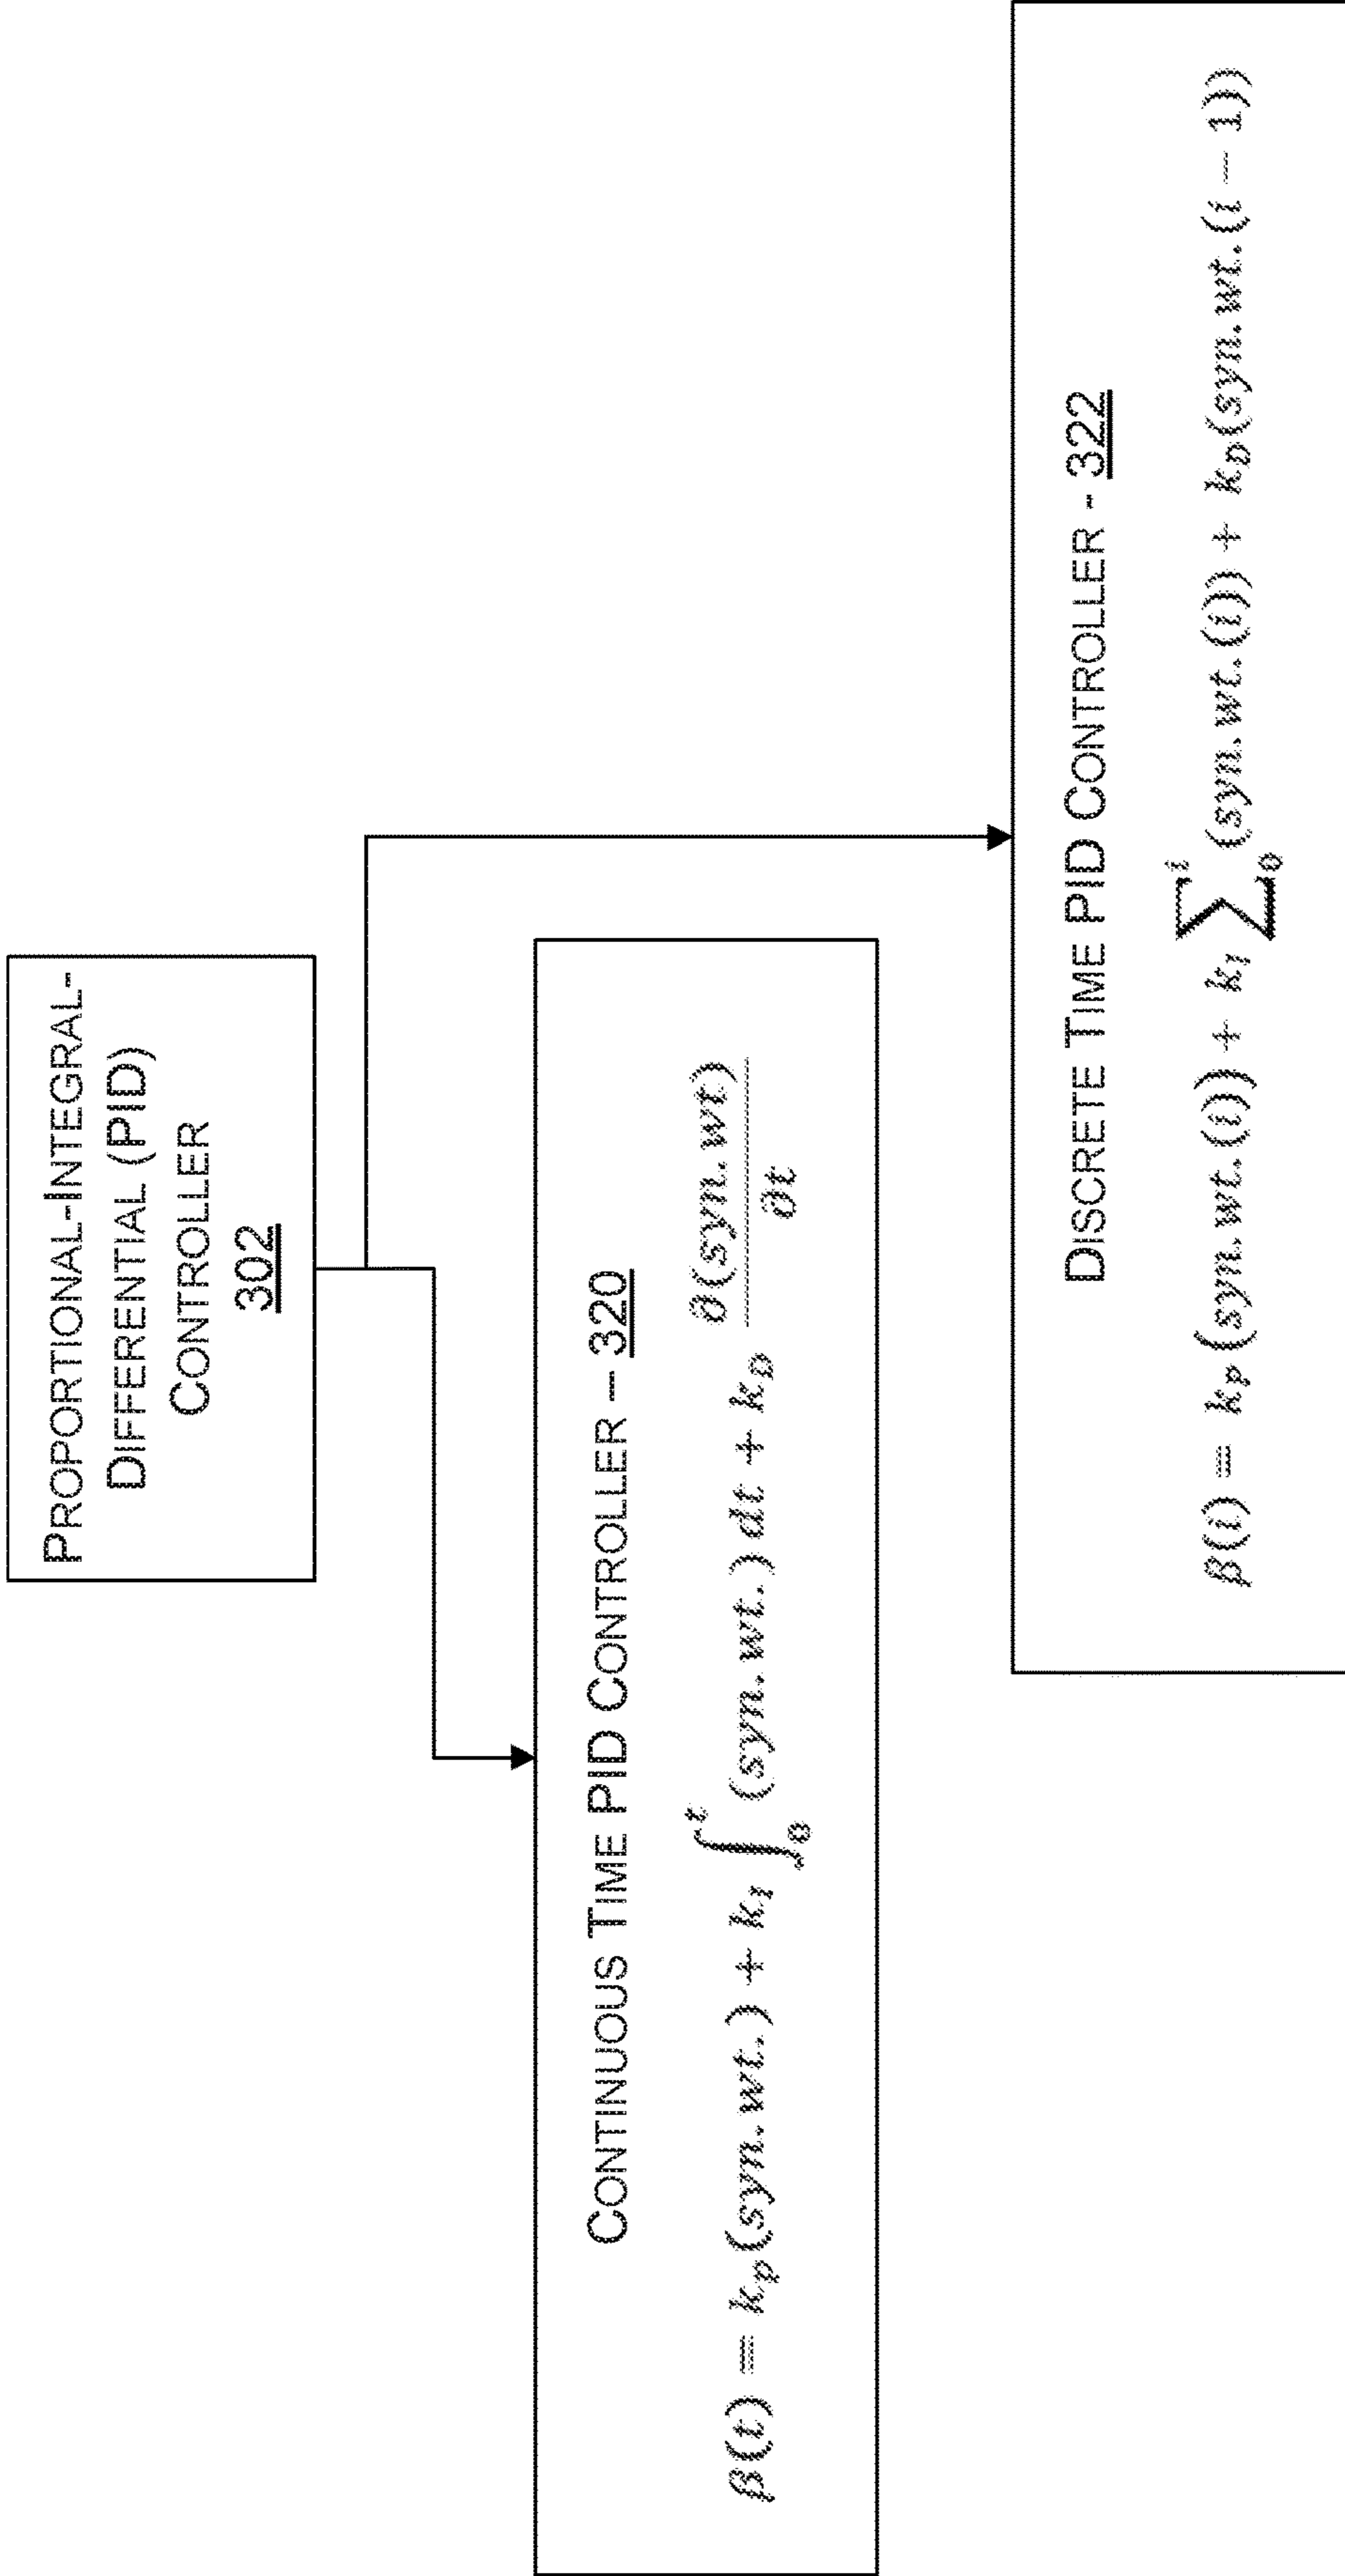 PROPORTIONAL-INTEGRAL-
DIFFERENTIAL (PID)
CONTROLLER
302
CONTINUOUS TIME PID CONTROLLER – 320
β(t) = k_p(syn.wt.) + k_I ∫_0^t (syn.wt.) dt + k_D ∂(syn.wt)/∂t
DISCRETE TIME PID CONTROLLER - 322
β(i) = k_p(syn.wt.(i)) + k_I ∑_0^i (syn.wt.(i)) + k_D(syn.wt.(i − 1))